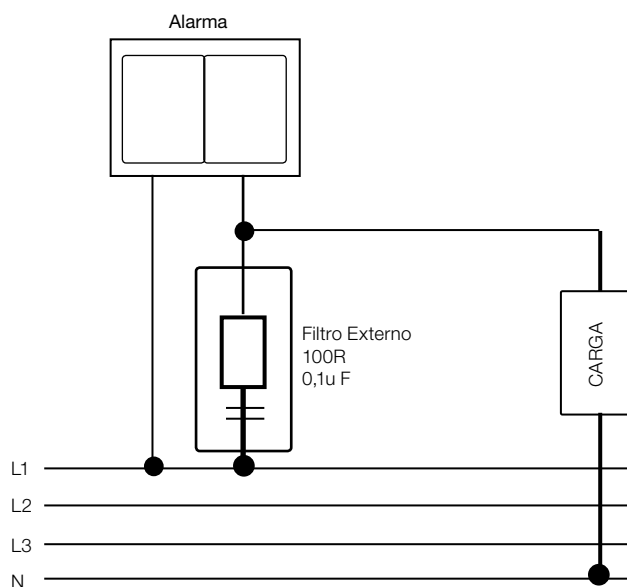 Alarma
Filtro Externo
100R
0,1u F
CARGA
L1
L2
L3
N